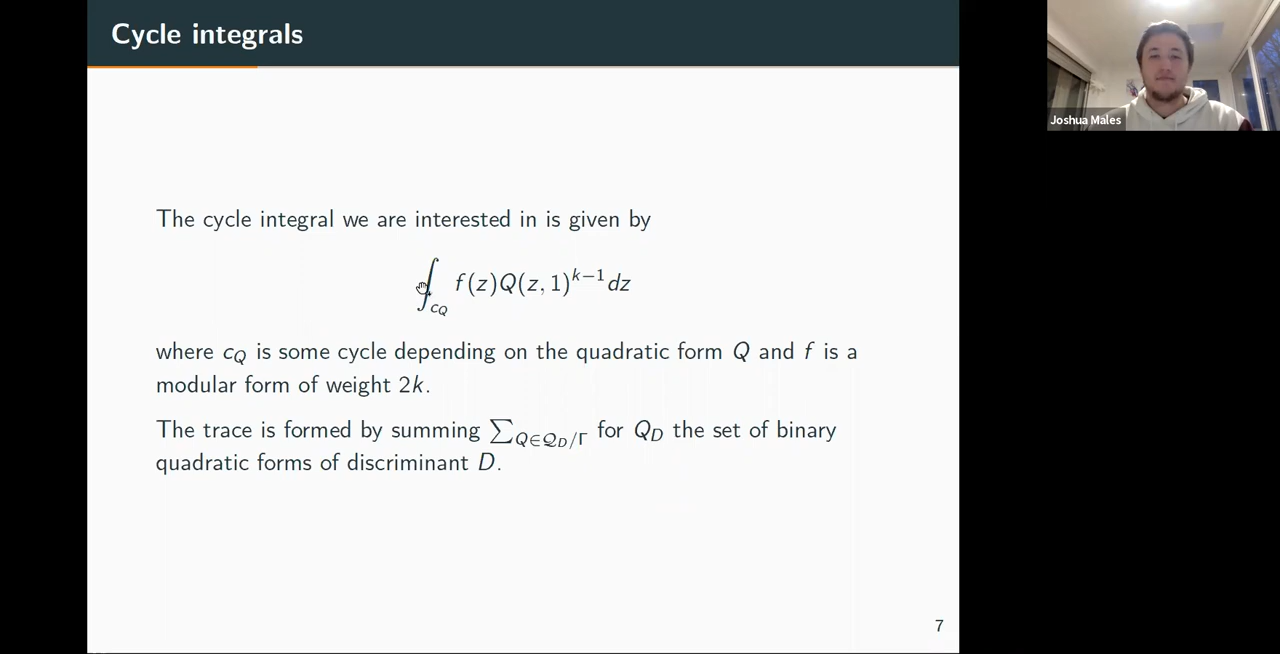 Cycle integrals
Joshua Males
The cycle integral we are interested in is given by
∫_{c_Q} f(z)Q(z, 1)^{k−1}dz
where c_Q is some cycle depending on the quadratic form Q and f is a
modular form of weight 2k.
The trace is formed by summing ∑_{Q∈𝒬_D/Γ} for Q_D the set of binary
quadratic forms of discriminant D.
7